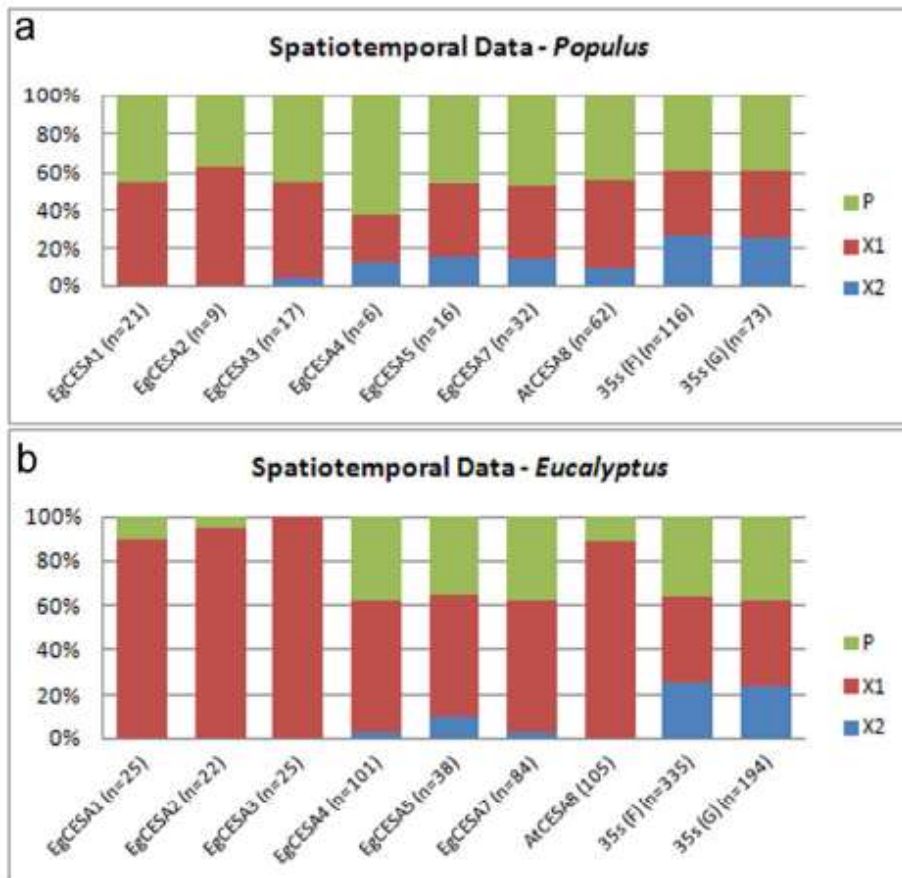 a
Spatiotemporal Data - Populus
100%
80%
60%
40%
20%
0%
P
X1
X2
EgCESA1 (n=21)
EgCESA2 (n=9)
EgCESA3 (n=17)
EgCESA4 (n=6)
EgCESA5 (n=16)
EgCESA7 (n=32)
AtCESA8 (n=62)
35s (F) (n=116)
35s (G) (n=73)
b
Spatiotemporal Data - Eucalyptus
100%
80%
60%
40%
20%
0%
P
X1
X2
EgCESA1 (n=25)
EgCESA2 (n=22)
EgCESA3 (n=25)
EgCESA4 (n=101)
EgCESA5 (n=38)
EgCESA7 (n=84)
AtCESA8 (105)
35s (F) (n=335)
35s (G) (n=194)